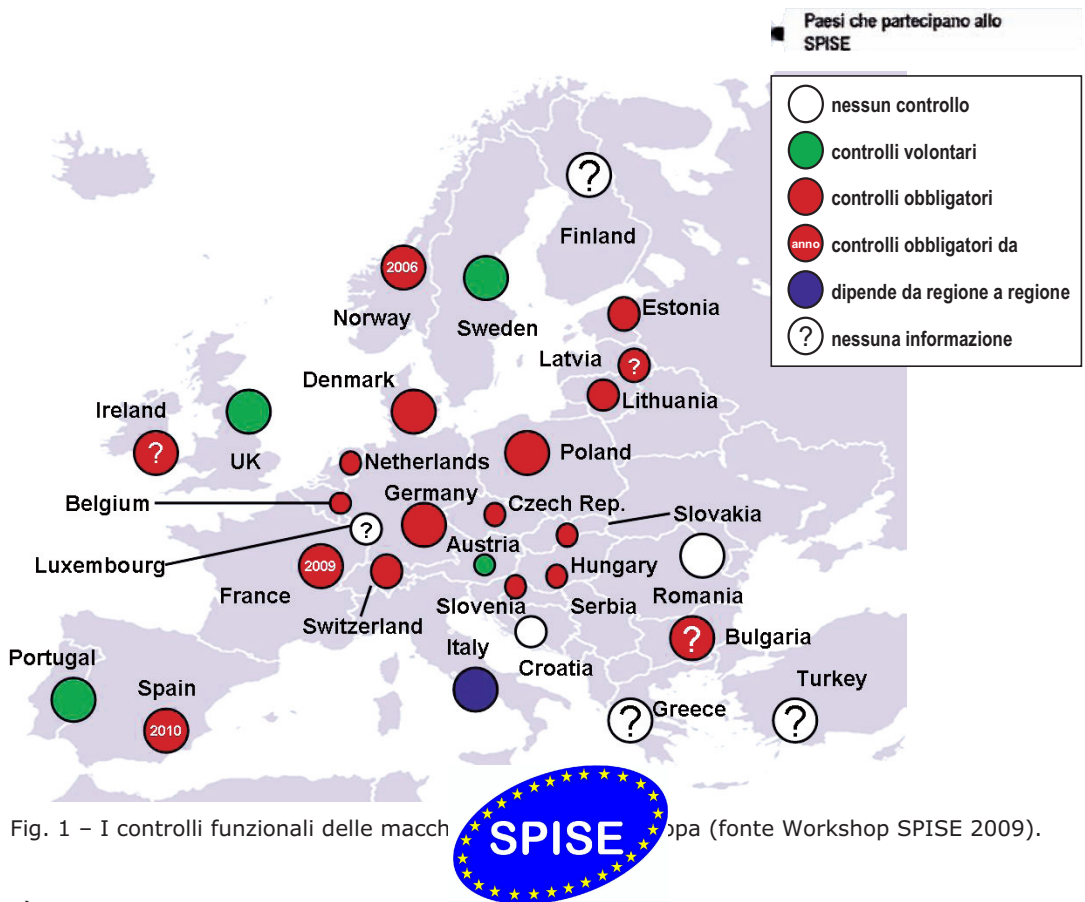 Paesi che partecipano allo
SPISE
nessun controllo
controlli volontari
controlli obbligatori
anno controlli obbligatori da
dipende da regione a regione
? nessuna informazione
?
Finland
2006
Norway
Sweden
Estonia
Latvia
?
Lithuania
Denmark
Ireland
?
UK
Netherlands
Poland
Belgium
Germany
Czech Rep.
Slovakia
Luxembourg
?
Austria
2009
France
Switzerland
Hungary
Slovenia
Serbia
Romania
Croatia
?
Bulgaria
Portugal
Spain
2010
Italy
?
Greece
Turkey
?
Fig. 1 – I controlli funzionali delle macch opa (fonte Workshop SPISE 2009).
SPISE